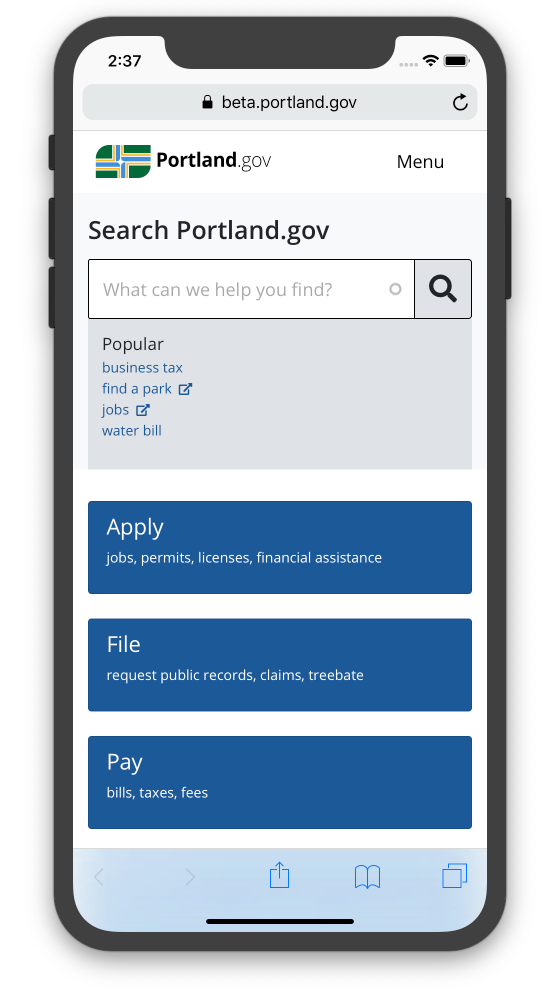 2:37
beta.portland.gov
Portland.gov
Menu
Search Portland.gov
What can we help you find?
Popular
business tax
find a park
jobs
water bill
Apply
jobs, permits, licenses, financial assistance
File
request public records, claims, treebate
Pay
bills, taxes, fees